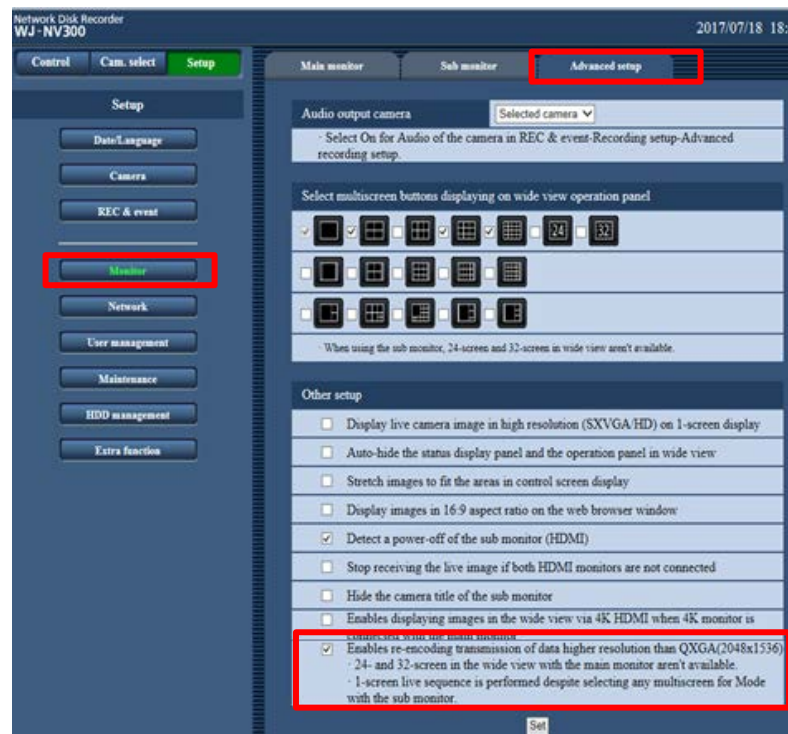 Network Disk Recorder
WJ-NV300
2017/07/18 18:
Control Cam. select Setup
Main monitor Sub monitor Advanced setup
Setup
Date/Language
Camera
REC & event
Monitor
Network
User management
Maintenance
HDD management
Extra function
Audio output camera Selected camera
· Select On for Audio of the camera in REC & event-Recording setup-Advanced
recording setup.
Select multiscreen buttons displaying on wide view operation panel
24 32
· When using the sub monitor, 24-screen and 32-screen in wide view aren't available.
Other setup
Display live camera image in high resolution (SXVGA/HD) on 1-screen display
Auto-hide the status display panel and the operation panel in wide view
Stretch images to fit the areas in control screen display
Display images in 16:9 aspect ratio on the web browser window
Detect a power-off of the sub monitor (HDMI)
Stop receiving the live image if both HDMI monitors are not connected
Hide the camera title of the sub monitor
Enables displaying images in the wide view via 4K HDMI when 4K monitor is
connected with the main monitor
Enables re-encoding transmission of data higher resolution than QXGA(2048x1536)
· 24- and 32-screen in the wide view with the main monitor aren't available.
· 1-screen live sequence is performed despite selecting any multiscreen for Mode
with the sub monitor.
Set